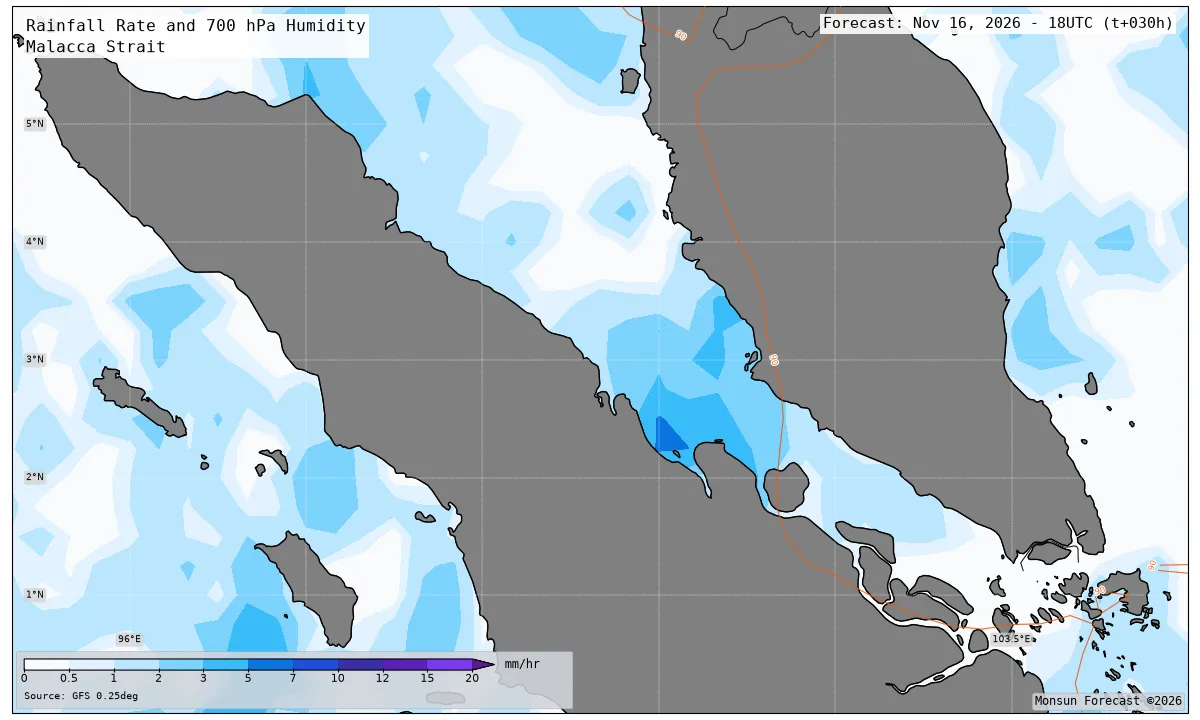 Rainfall Rate and 700 hPa Humidity
Malacca Strait
Forecast: Nov 16, 2026 - 18UTC (t+030h)
90
5°N
4°N
3°N
90
2°N
90
1°N
90
96°E
103.5°E
mm/hr
0 0.5 1 2 3 5 7 10 12 15 20
Source: GFS 0.25deg
Monsun Forecast ©2026